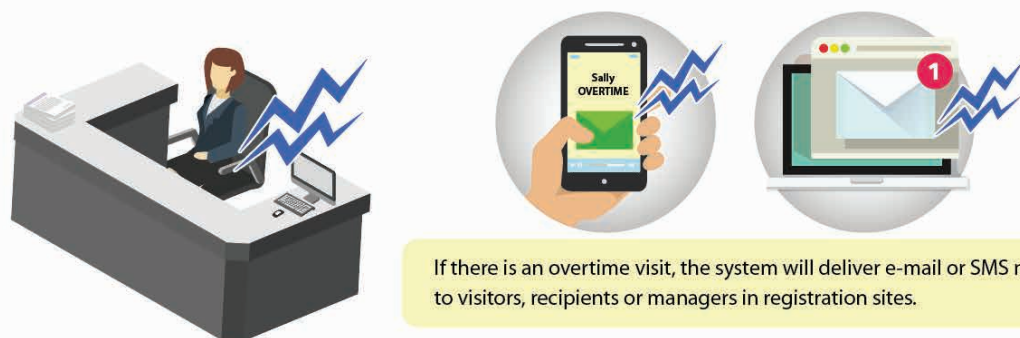 Sally
OVERTIME
1
If there is an overtime visit, the system will deliver e-mail or SMS
to visitors, recipients or managers in registration sites.